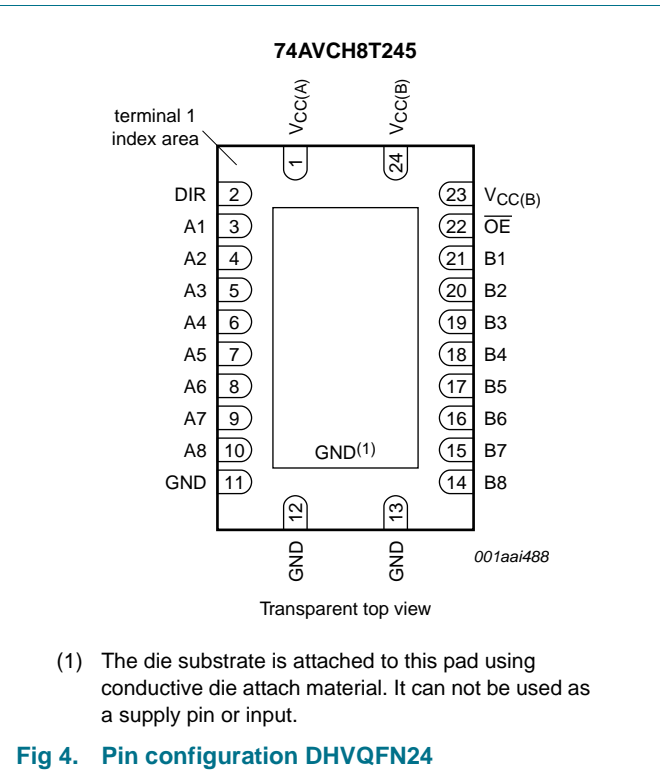 74AVCH8T245
VCC(A)
VCC(B)
terminal 1
index area
1
24
DIR 2
23 VCC(B)
A1 3
22 OE
A2 4
21 B1
A3 5
20 B2
A4 6
19 B3
A5 7
18 B4
A6 8
17 B5
A7 9
16 B6
A8 10
GND(1)
15 B7
GND 11
14 B8
12
13
GND
GND
001aai488
Transparent top view
(1) The die substrate is attached to this pad using
conductive die attach material. It can not be used as
a supply pin or input.
Fig 4. Pin configuration DHVQFN24